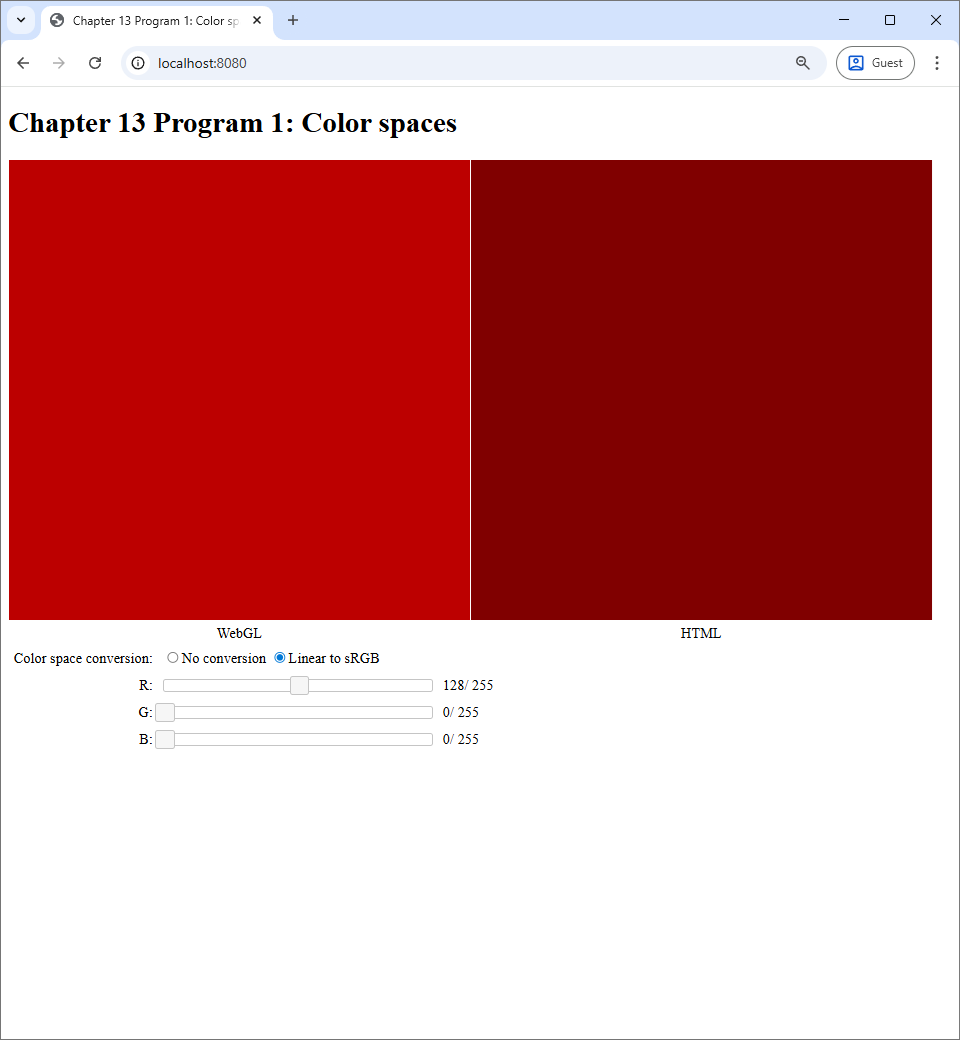 Chapter 13 Program 1: Color sp
localhost:8080
Guest
Chapter 13 Program 1: Color spaces
WebGL HTML
Color space conversion: No conversion Linear to sRGB
R: 128/ 255
G: 0/ 255
B: 0/ 255